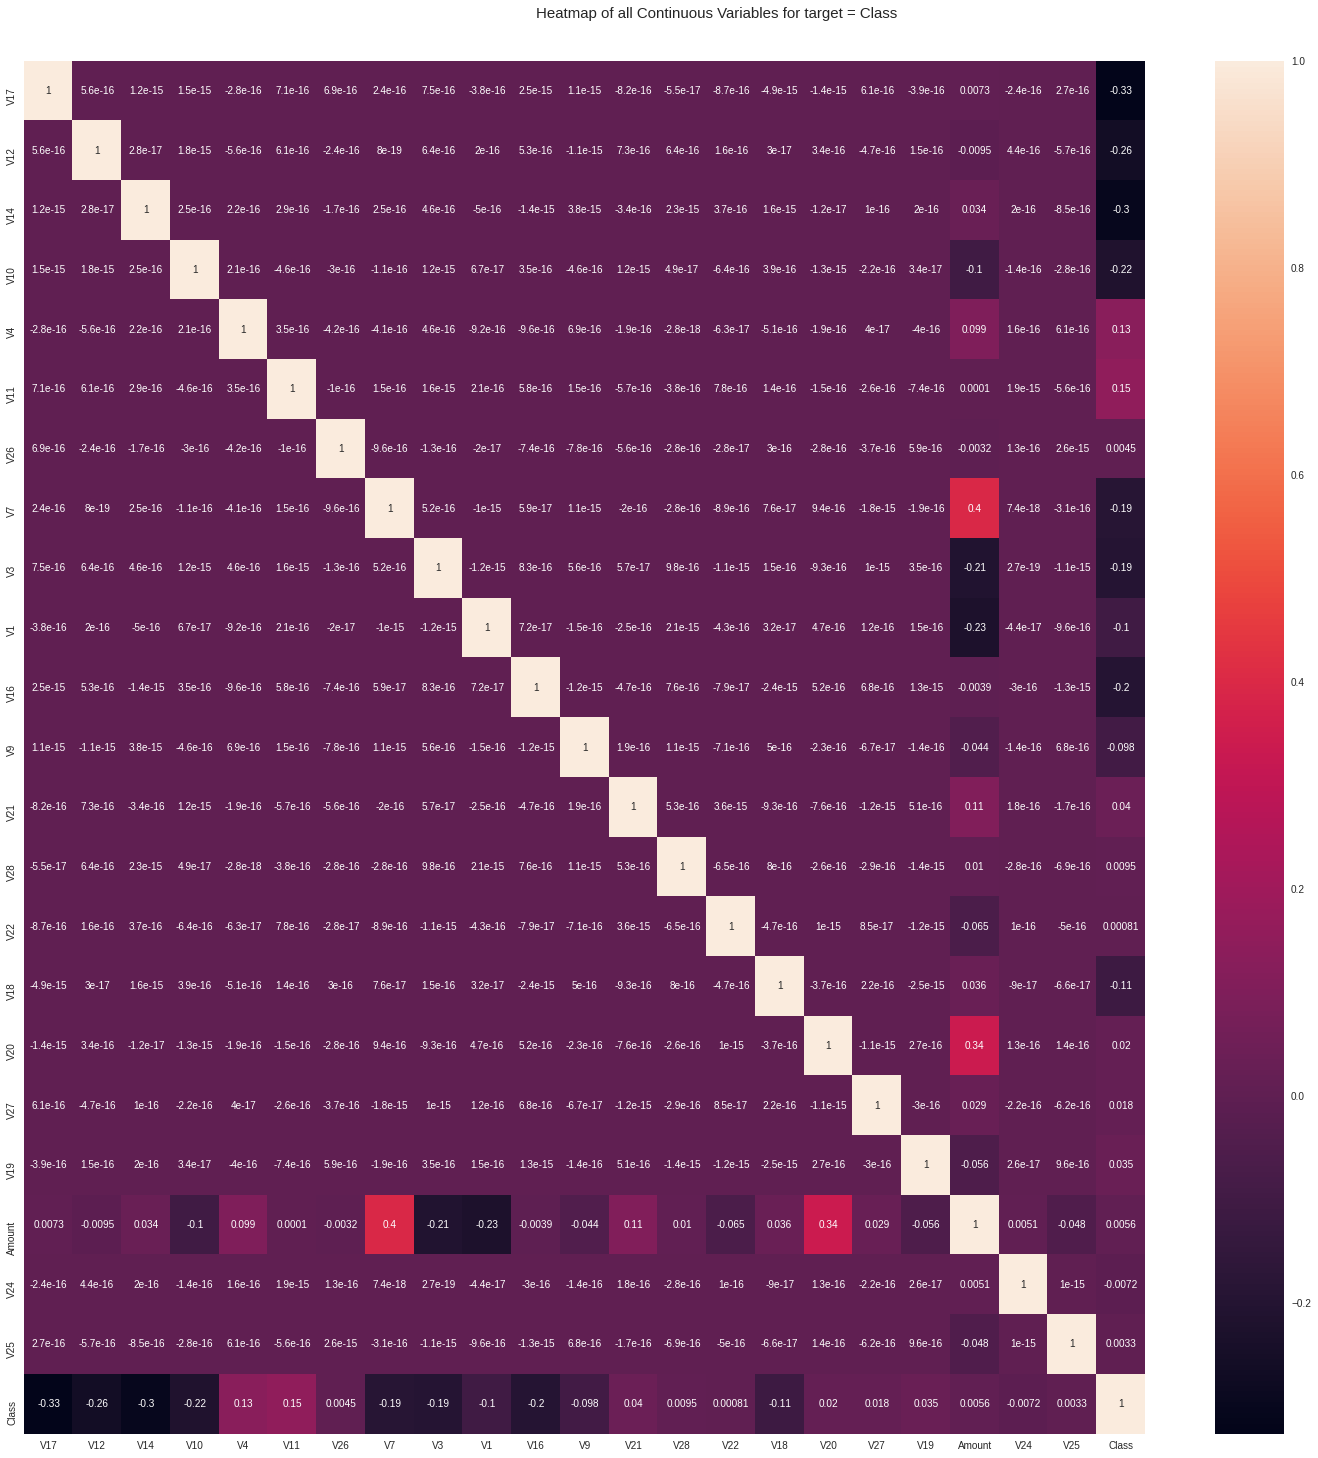 Heatmap of all Continuous Variables for target = Class
V17 1 5.6e-16 1.2e-15 1.5e-15 -2.8e-16 7.1e-16 6.9e-16 2.4e-16 7.5e-16 -3.8e-16 2.5e-15 1.1e-15 -8.2e-16 -5.5e-17 -8.7e-16 -4.9e-15 -1.4e-15 6.1e-16 -3.9e-16 0.0073 -2.4e-16 2.7e-16 -0.33
V12 5.6e-16 1 2.8e-17 1.8e-15 -5.6e-16 6.1e-16 -2.4e-16 8e-19 6.4e-16 2e-16 5.3e-16 -1.1e-15 7.3e-16 6.4e-16 1.6e-16 3e-17 3.4e-16 -4.7e-16 1.5e-16 -0.0095 4.4e-16 -5.7e-16 -0.26
V14 1.2e-15 2.8e-17 1 2.5e-16 2.2e-16 2.9e-16 -1.7e-16 2.5e-16 4.6e-16 -5e-16 -1.4e-15 3.8e-15 -3.4e-16 2.3e-15 3.7e-16 1.6e-15 -1.2e-17 1e-16 2e-16 0.034 2e-16 -8.5e-16 -0.3
V10 1.5e-15 1.8e-15 2.5e-16 1 2.1e-16 -4.6e-16 -3e-16 -1.1e-16 1.2e-15 6.7e-17 3.5e-16 -4.6e-16 1.2e-15 4.9e-17 -6.4e-16 3.9e-16 -1.3e-15 -2.2e-16 3.4e-17 -0.1 -1.4e-16 -2.8e-16 -0.22
V4 -2.8e-16 -5.6e-16 2.2e-16 2.1e-16 1 3.5e-16 -4.2e-16 -4.1e-16 4.6e-16 -9.2e-16 -9.6e-16 6.9e-16 -1.9e-16 -2.8e-18 -6.3e-17 -5.1e-16 -1.9e-16 4e-17 -4e-16 0.099 1.6e-16 6.1e-16 0.13
V11 7.1e-16 6.1e-16 2.9e-16 -4.6e-16 3.5e-16 1 -1e-16 1.5e-16 1.6e-15 2.1e-16 5.8e-16 1.5e-16 -5.7e-16 -3.8e-16 7.8e-16 1.4e-16 -1.5e-16 -2.6e-16 -7.4e-16 0.0001 1.9e-15 -5.6e-16 0.15
V26 6.9e-16 -2.4e-16 -1.7e-16 -3e-16 -4.2e-16 -1e-16 1 -9.6e-16 -1.3e-16 -2e-17 -7.4e-16 -7.8e-16 -5.6e-16 -2.8e-16 -2.8e-17 3e-16 -2.8e-16 -3.7e-16 5.9e-16 -0.0032 1.3e-16 2.6e-15 0.0045
V7 2.4e-16 8e-19 2.5e-16 -1.1e-16 -4.1e-16 1.5e-16 -9.6e-16 1 5.2e-16 -1e-15 5.9e-17 1.1e-15 -2e-16 -2.8e-16 -8.9e-16 7.6e-17 9.4e-16 -1.8e-15 -1.9e-16 0.4 7.4e-18 -3.1e-16 -0.19
V3 7.5e-16 6.4e-16 4.6e-16 1.2e-15 4.6e-16 1.6e-15 -1.3e-16 5.2e-16 1 -1.2e-15 8.3e-16 5.6e-16 5.7e-17 9.8e-16 -1.1e-15 1.5e-16 -9.3e-16 1e-15 3.5e-16 -0.21 2.7e-19 -1.1e-15 -0.19
V1 -3.8e-16 2e-16 -5e-16 6.7e-17 -9.2e-16 2.1e-16 -2e-17 -1e-15 -1.2e-15 1 7.2e-17 -1.5e-16 -2.5e-16 2.1e-15 -4.3e-16 3.2e-17 4.7e-16 1.2e-16 1.5e-16 -0.23 -4.4e-17 -9.6e-16 -0.1
V16 2.5e-15 5.3e-16 -1.4e-15 3.5e-16 -9.6e-16 5.8e-16 -7.4e-16 5.9e-17 8.3e-16 7.2e-17 1 -1.2e-15 -4.7e-16 7.6e-16 -7.9e-17 -2.4e-15 5.2e-16 6.8e-16 1.3e-15 -0.0039 -3e-16 -1.3e-15 -0.2
V9 1.1e-15 -1.1e-15 3.8e-15 -4.6e-16 6.9e-16 1.5e-16 -7.8e-16 1.1e-15 5.6e-16 -1.5e-16 -1.2e-15 1 1.9e-16 1.1e-15 -7.1e-16 5e-16 -2.3e-16 -6.7e-17 -1.4e-16 -0.044 -1.4e-16 6.8e-16 -0.098
V21 -8.2e-16 7.3e-16 -3.4e-16 1.2e-15 -1.9e-16 -5.7e-16 -5.6e-16 -2e-16 5.7e-17 -2.5e-16 -4.7e-16 1.9e-16 1 5.3e-16 3.6e-15 -9.3e-16 -7.6e-16 -1.2e-15 5.1e-16 0.11 1.8e-16 -1.7e-16 0.04
V28 -5.5e-17 6.4e-16 2.3e-15 4.9e-17 -2.8e-18 -3.8e-16 -2.8e-16 -2.8e-16 9.8e-16 2.1e-15 7.6e-16 1.1e-15 5.3e-16 1 -6.5e-16 8e-16 -2.6e-16 -2.9e-16 -1.4e-15 0.01 -2.8e-16 -6.9e-16 0.0095
V22 -8.7e-16 1.6e-16 3.7e-16 -6.4e-16 -6.3e-17 7.8e-16 -2.8e-17 -8.9e-16 -1.1e-15 -4.3e-16 -7.9e-17 -7.1e-16 3.6e-15 -6.5e-16 1 -4.7e-16 1e-15 8.5e-17 -1.2e-15 -0.065 1e-16 -5e-16 0.00081
V18 -4.9e-15 3e-17 1.6e-15 3.9e-16 -5.1e-16 1.4e-16 3e-16 7.6e-17 1.5e-16 3.2e-17 -2.4e-15 5e-16 -9.3e-16 8e-16 -4.7e-16 1 -3.7e-16 2.2e-16 -2.5e-15 0.036 -9e-17 -6.6e-17 -0.11
V20 -1.4e-15 3.4e-16 -1.2e-17 -1.3e-15 -1.9e-16 -1.5e-16 -2.8e-16 9.4e-16 -9.3e-16 4.7e-16 5.2e-16 -2.3e-16 -7.6e-16 -2.6e-16 1e-15 -3.7e-16 1 -1.1e-15 2.7e-16 0.34 1.3e-16 1.4e-16 0.02
V27 6.1e-16 -4.7e-16 1e-16 -2.2e-16 4e-17 -2.6e-16 -3.7e-16 -1.8e-15 1e-15 1.2e-16 6.8e-16 -6.7e-17 -1.2e-15 -2.9e-16 8.5e-17 2.2e-16 -1.1e-15 1 -3e-16 0.029 -2.2e-16 -6.2e-16 0.018
V19 -3.9e-16 1.5e-16 2e-16 3.4e-17 -4e-16 -7.4e-16 5.9e-16 -1.9e-16 3.5e-16 1.5e-16 1.3e-15 -1.4e-16 5.1e-16 -1.4e-15 -1.2e-15 -2.5e-15 2.7e-16 -3e-16 1 -0.056 2.6e-17 9.6e-16 0.035
Amount 0.0073 -0.0095 0.034 -0.1 0.099 0.0001 -0.0032 0.4 -0.21 -0.23 -0.0039 -0.044 0.11 0.01 -0.065 0.036 0.34 0.029 -0.056 1 0.0051 -0.048 0.0056
V24 -2.4e-16 4.4e-16 2e-16 -1.4e-16 1.6e-16 1.9e-15 1.3e-16 7.4e-18 2.7e-19 -4.4e-17 -3e-16 -1.4e-16 1.8e-16 -2.8e-16 1e-16 -9e-17 1.3e-16 -2.2e-16 2.6e-17 0.0051 1 1e-15 -0.0072
V25 2.7e-16 -5.7e-16 -8.5e-16 -2.8e-16 6.1e-16 -5.6e-16 2.6e-15 -3.1e-16 -1.1e-15 -9.6e-16 -1.3e-15 6.8e-16 -1.7e-16 -6.9e-16 -5e-16 -6.6e-17 1.4e-16 -6.2e-16 9.6e-16 -0.048 1e-15 1 0.0033
Class -0.33 -0.26 -0.3 -0.22 0.13 0.15 0.0045 -0.19 -0.19 -0.1 -0.2 -0.098 0.04 0.0095 0.00081 -0.11 0.02 0.018 0.035 0.0056 -0.0072 0.0033 1
V17 V12 V14 V10 V4 V11 V26 V7 V3 V1 V16 V9 V21 V28 V22 V18 V20 V27 V19 Amount V24 V25 Class
1.0
0.8
0.6
0.4
0.2
0.0
−0.2